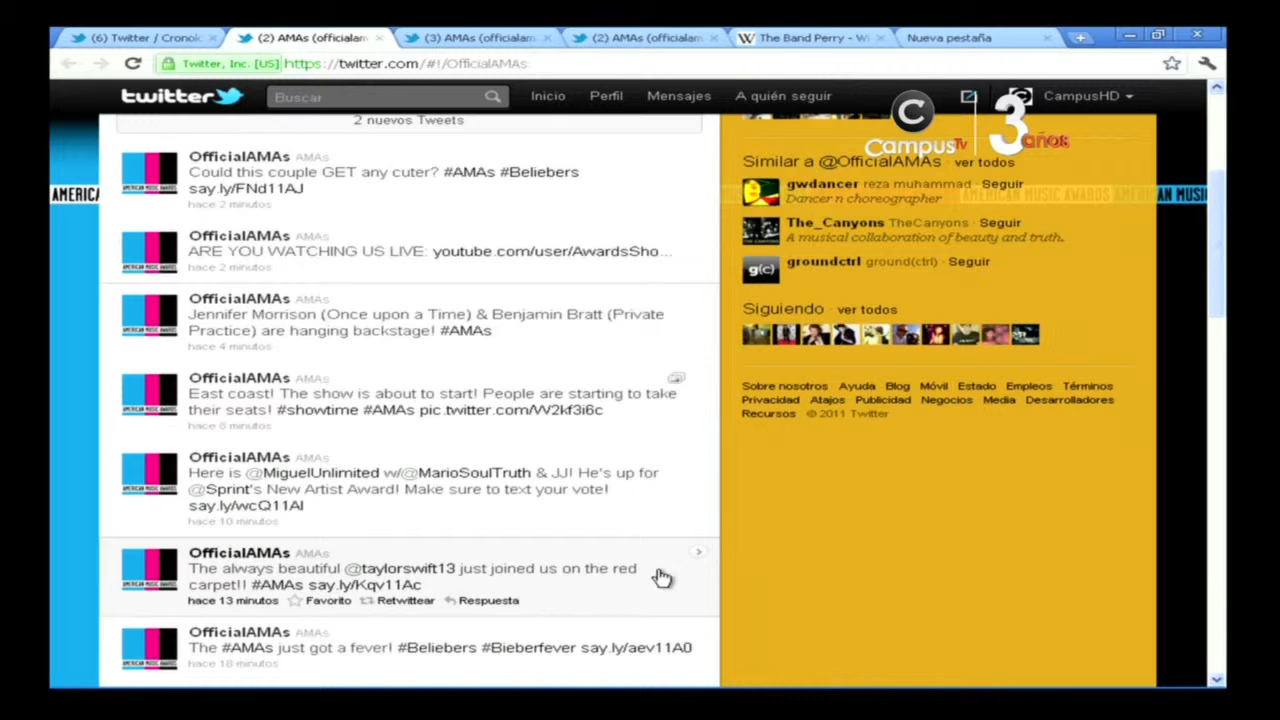 (6) Twitter / Cronol
(2) AMAs (officialam
(3) AMAs (officialam
(2) AMAs (officialam
The Band Perry - Wi
Nueva pestaña
Twitter, Inc. [US]
https://twitter.com/#!/OfficialAMAs
twitter
Buscar
Inicio
Perfil
Mensajes
A quién seguir
CampusHD
C
CampusTv
3 años
2 nuevos Tweets
OfficialAMAs AMAs
Could this couple GET any cuter? #AMAs #Beliebers
say.ly/FNd11AJ
hace 2 minutos
OfficialAMAs AMAs
ARE YOU WATCHING US LIVE: youtube.com/user/AwardsSho...
hace 2 minutos
OfficialAMAs AMAs
Jennifer Morrison (Once upon a Time) & Benjamin Bratt (Private
Practice) are hanging backstage! #AMAs
hace 4 minutos
OfficialAMAs AMAs
East coast! The show is about to start! People are starting to take
their seats! #showtime #AMAs pic.twitter.com/W2kf3i6c
hace 6 minutos
OfficialAMAs AMAs
Here is @MiguelUnlimited w/@MarioSoulTruth & JJ! He's up for
@Sprint's New Artist Award! Make sure to text your vote!
say.ly/wcQ11AI
hace 10 minutos
OfficialAMAs AMAs
The always beautiful @taylorswift13 just joined us on the red
carpet!! #AMAs say.ly/Kqv11Ac
hace 13 minutos Favorito Retwittear Respuesta
OfficialAMAs AMAs
The #AMAs just got a fever! #Beliebers #Bieberfever say.ly/aev11A0
hace 18 minutos
Similar a @OfficialAMAs · ver todos
gwdancer reza muhammad · Seguir
Dancer n choreographer
The_Canyons TheCanyons · Seguir
A musical collaboration of beauty and truth.
g(c)
groundctrl ground(ctrl) · Seguir
Siguiendo · ver todos
Sobre nosotros Ayuda Blog Móvil Estado Empleos Términos
Privacidad Atajos Publicidad Negocios Media Desarrolladores
Recursos © 2011 Twitter
AMERICAN MUSIC AWARDS AMERICAN MUSI
AMERICA